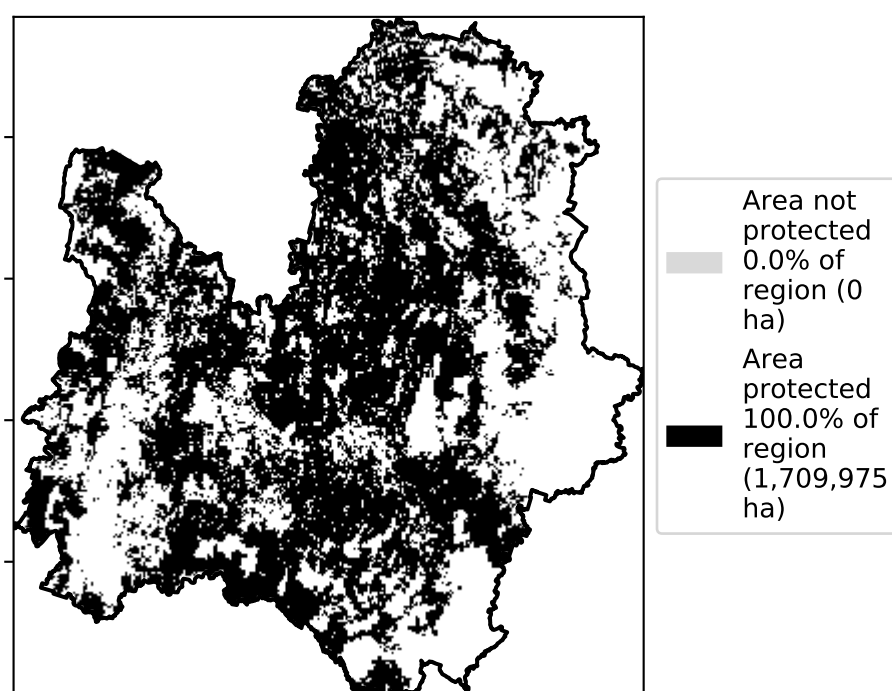 Area not
protected
0.0% of
region (0
ha)
Area
protected
100.0% of
region
(1,709,975
ha)